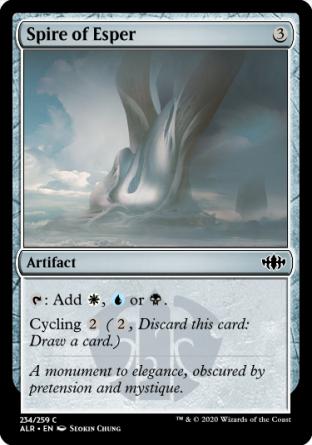 Spire of Esper 3
Artifact
: Add , or .
Cycling 2 ( 2 , Discard this card:
Draw a card.)
A monument to elegance, obscured by
pretension and mystique.
234/259 C
ALR • EN Seokin Chung
™ & © 2020 Wizards of the Coast